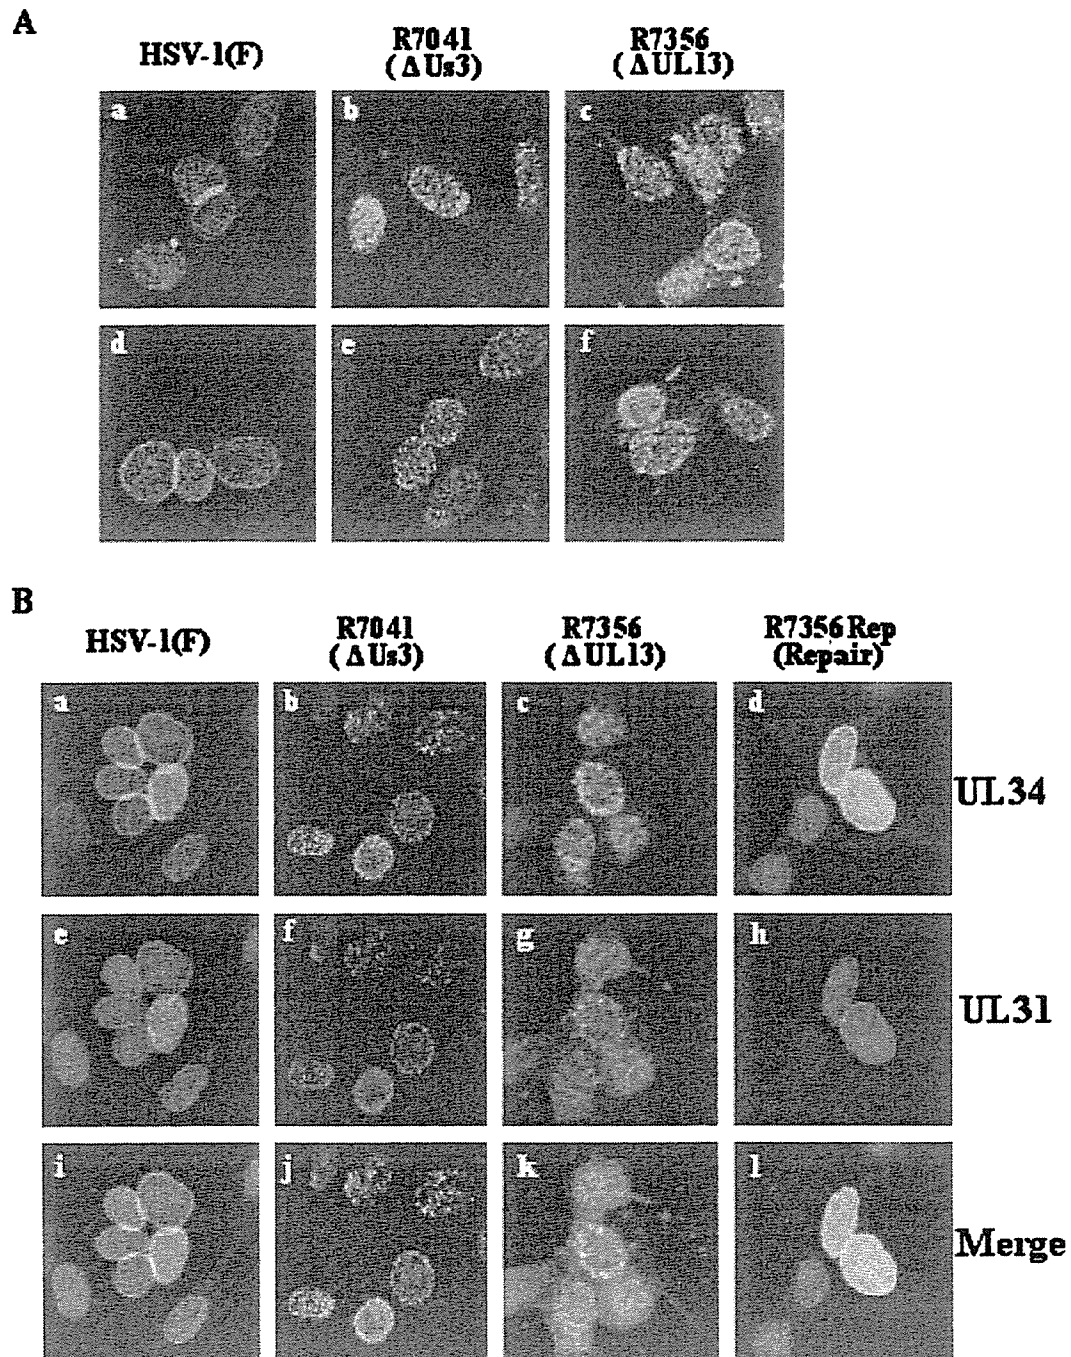 A
HSV-1(F)
R7041
(ΔUs3)
R7356
(ΔUL13)
a
b
c
d
e
f
B
HSV-1(F)
R7041
(ΔUs3)
R7356
(ΔUL13)
R7356 Rep
(Repair)
a
b
c
d
UL34
e
f
g
h
UL31
i
j
k
l
Merge